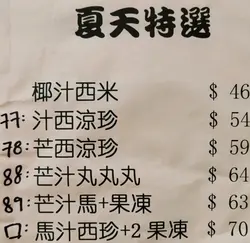 夏天特選
椰汁西米 $ 46
77: 汁西涼珍 $ 54
78: 芒西涼珍 $ 59
88: 芒汁丸丸丸 $ 64
89: 芒汁馬+果凍 $ 63
口: 馬汁西珍+2果凍 $ 70